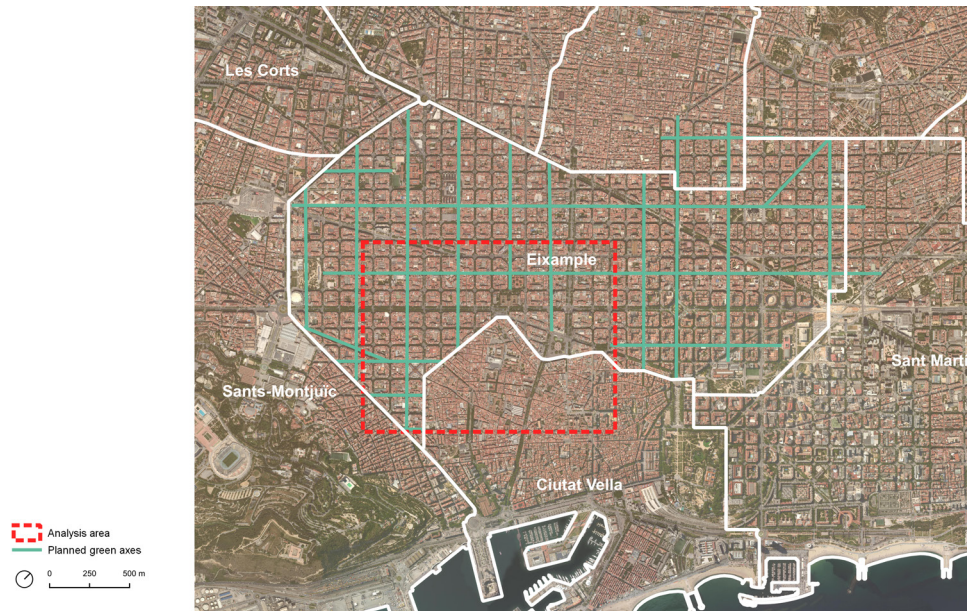 Les Corts
Eixample
Sants-Montjuïc
Sant Martí
Ciutat Vella
Analysis area
Planned green axes
0 250 500 m